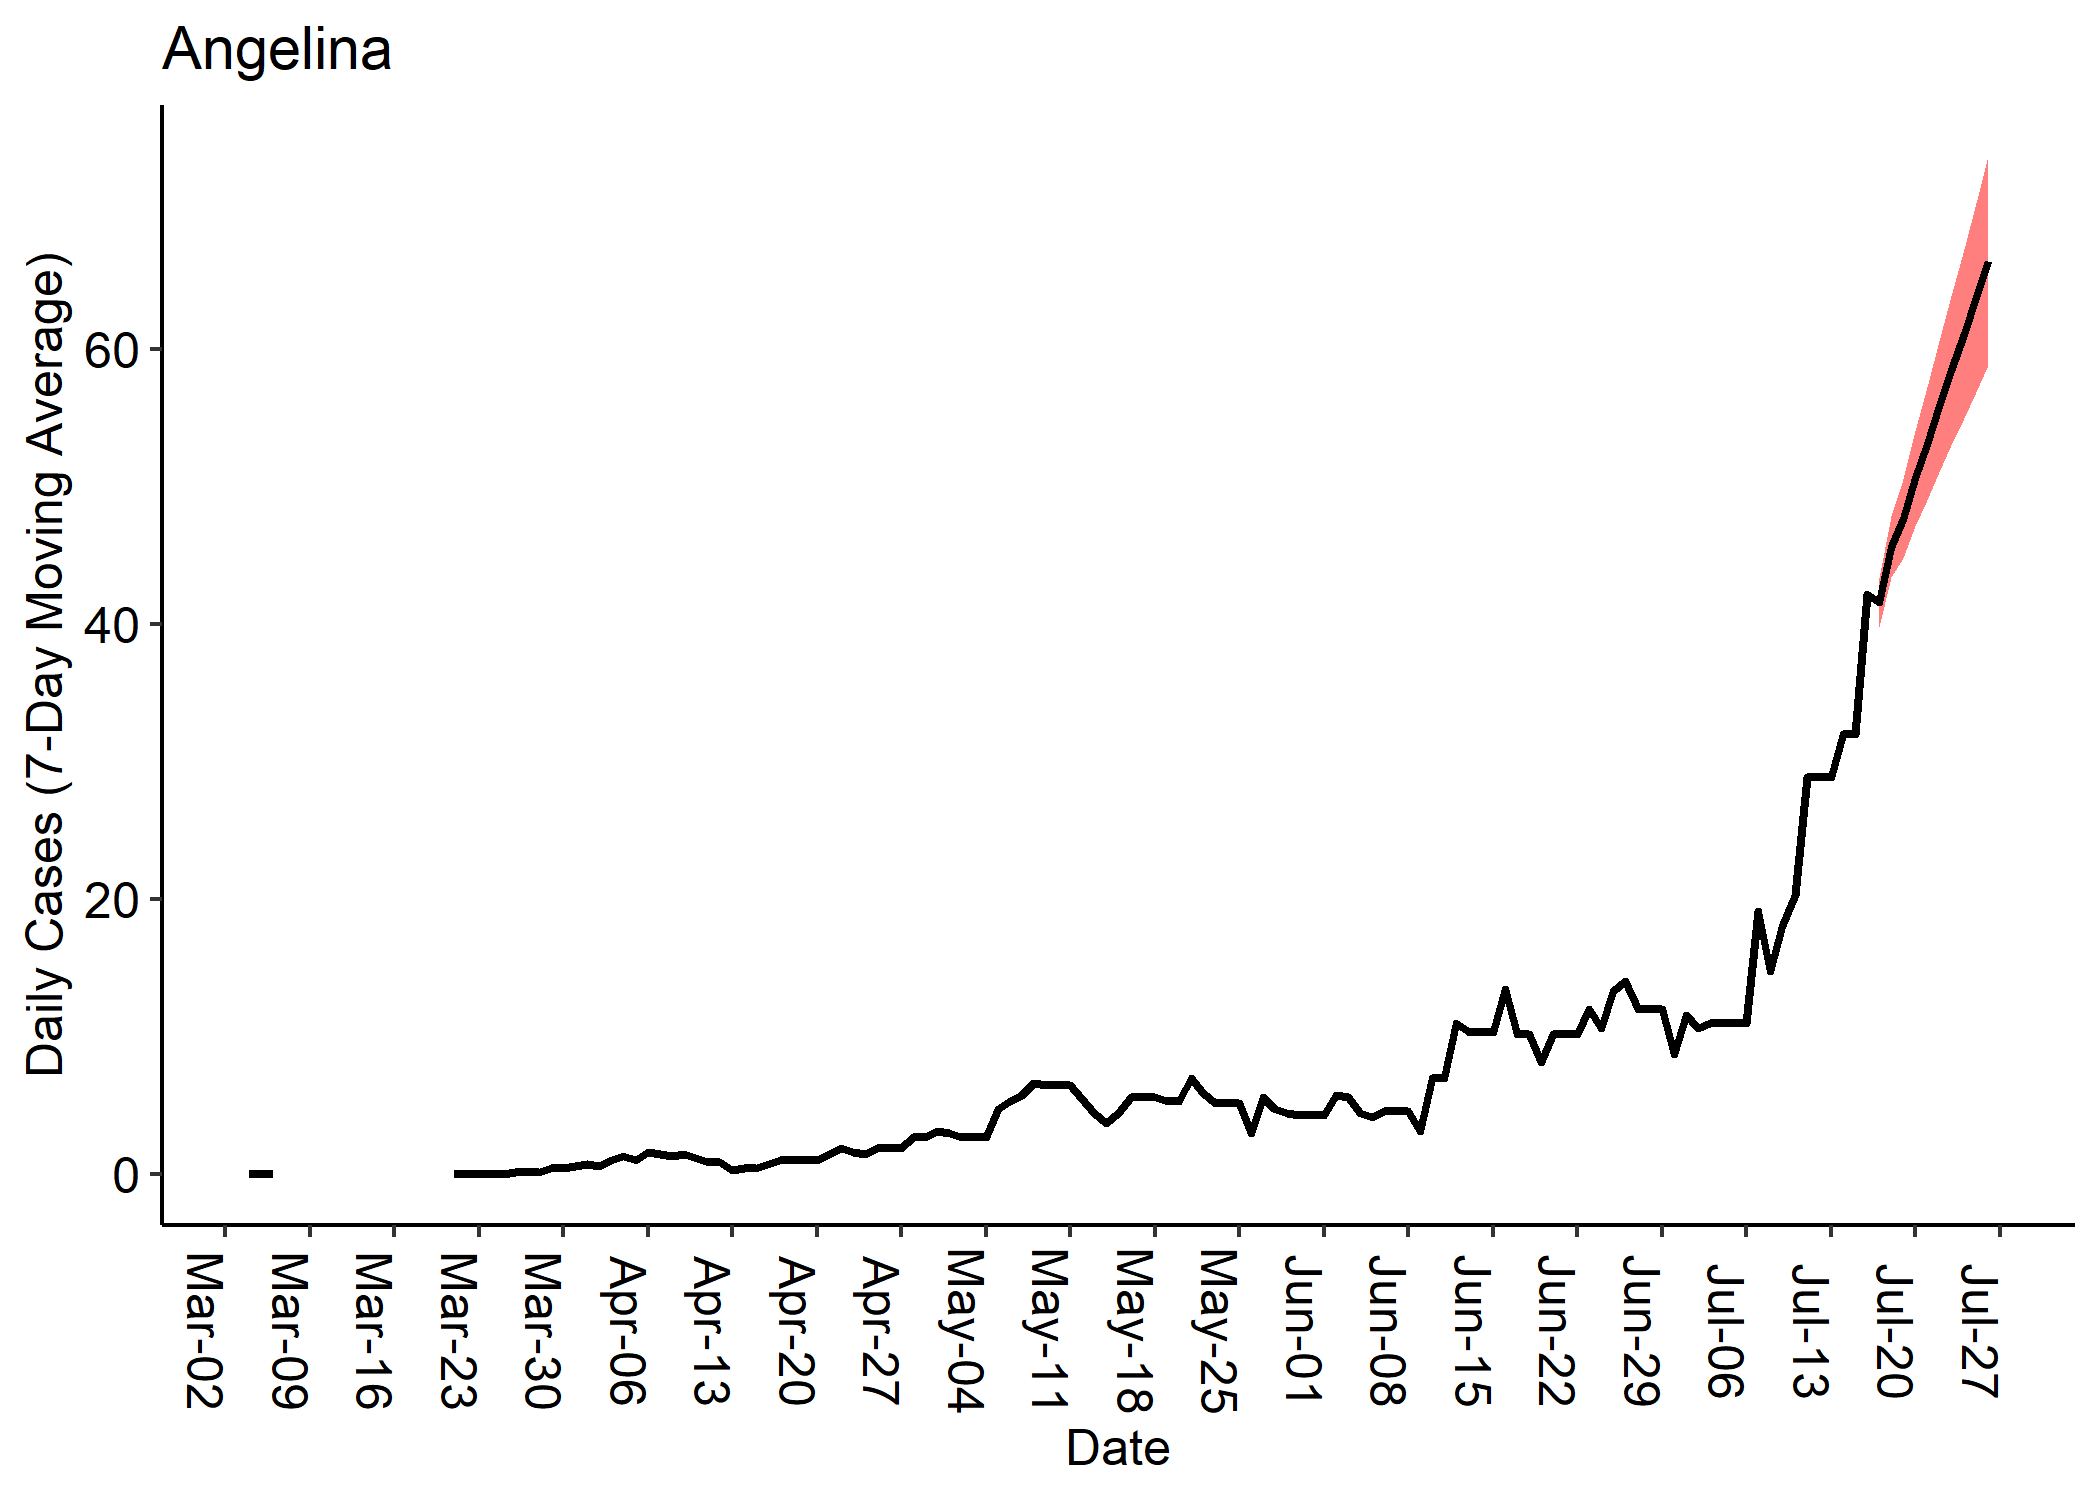 Angelina
Daily Cases (7-Day Moving Average)
60
40
20
0
Mar-02
Mar-09
Mar-16
Mar-23
Mar-30
Apr-06
Apr-13
Apr-20
Apr-27
May-04
May-11
May-18
May-25
Jun-01
Jun-08
Jun-15
Jun-22
Jun-29
Jul-06
Jul-13
Jul-20
Jul-27
Date